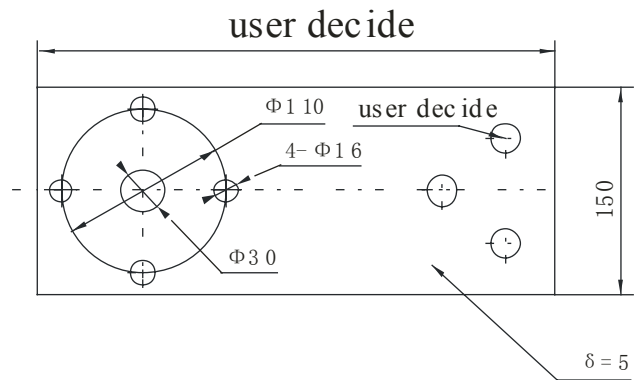 user decide
Φ110
user decide
4-Φ16
150
Φ30
δ=5